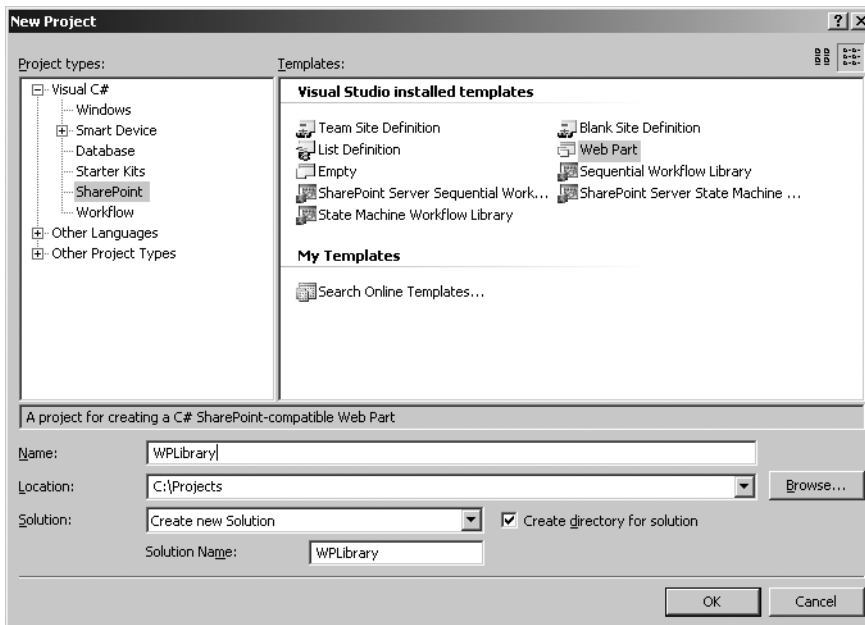 New Project
Project types:
Templates:
Visual C#
Windows
Smart Device
Database
Starter Kits
SharePoint
Workflow
Other Languages
Other Project Types
Visual Studio installed templates
Team Site Definition
Blank Site Definition
List Definition
Web Part
Empty
Sequential Workflow Library
SharePoint Server Sequential Work...
SharePoint Server State Machine ...
State Machine Workflow Library
My Templates
Search Online Templates...
A project for creating a C# SharePoint-compatible Web Part
Name:
WPLibrary
Location:
C:\Projects
Browse...
Solution:
Create new Solution
Create directory for solution
Solution Name:
WPLibrary
OK
Cancel